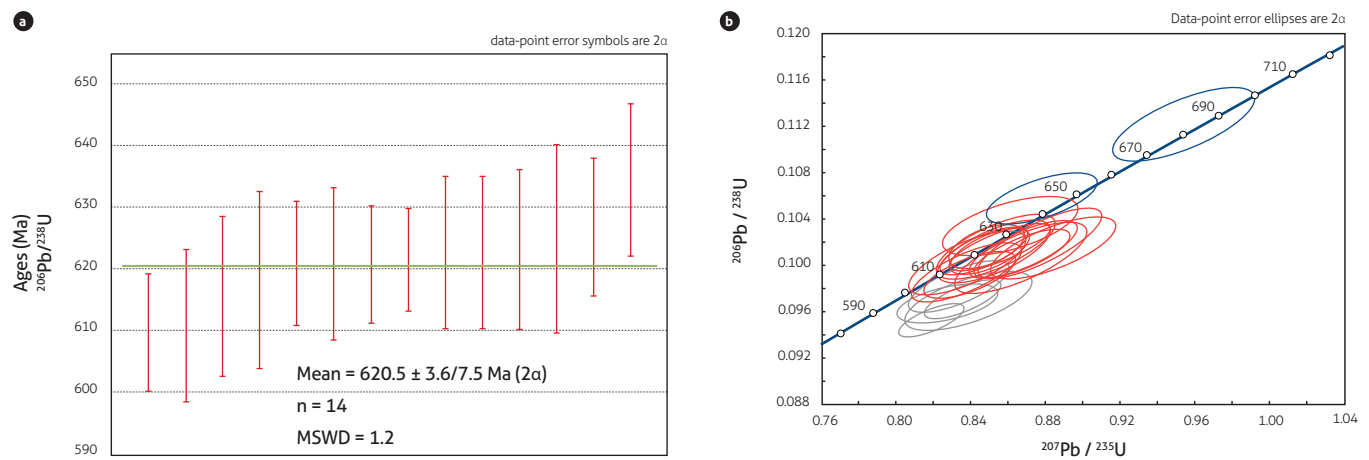 a
data-point error symbols are 2α
650
640
630
620
610
600
590
Ages (Ma)
²⁰⁶Pb/²³⁸U
Mean = 620.5 ± 3.6/7.5 Ma (2α)
n = 14
MSWD = 1.2
b
Data-point error ellipses are 2α
0.120
0.116
0.112
0.108
0.104
0.100
0.096
0.092
0.088
²⁰⁶Pb / ²³⁸U
710
690
670
650
630
610
590
0.76 0.80 0.84 0.88 0.92 0.96 1.00 1.04
²⁰⁷Pb / ²³⁵U